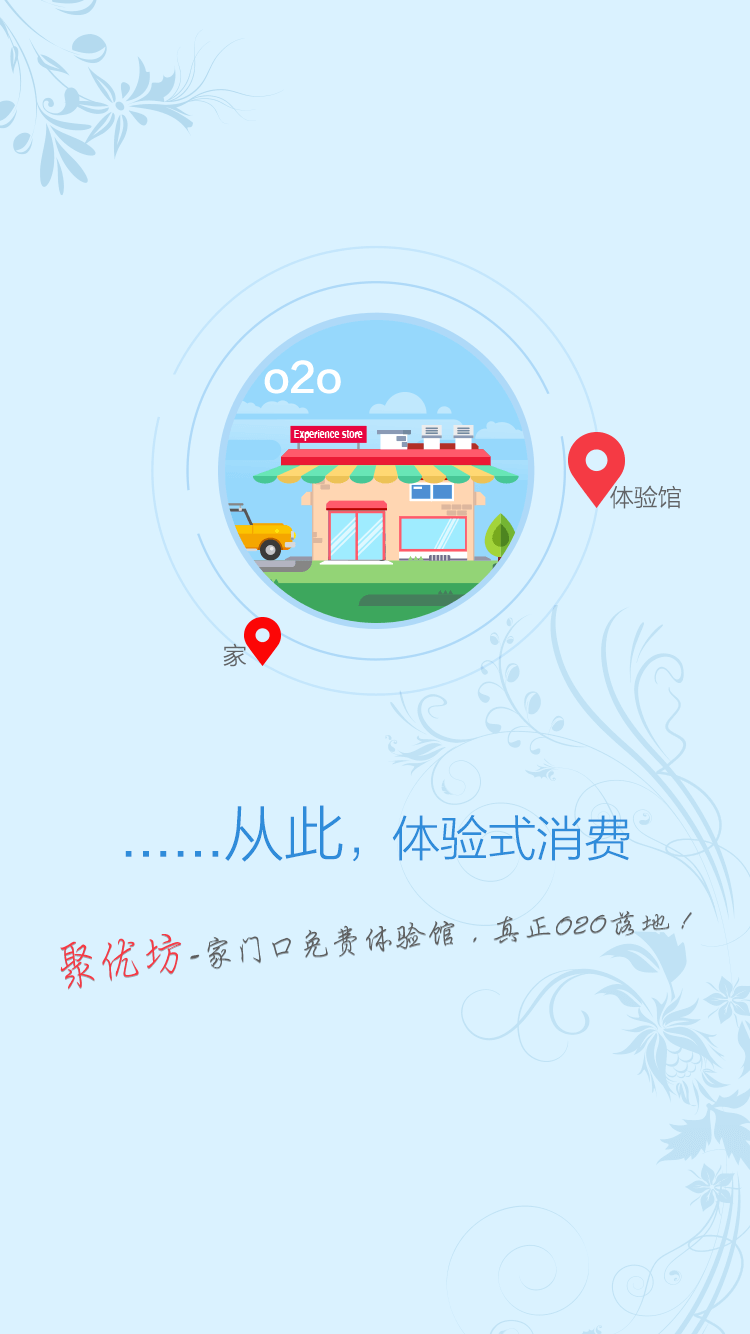 o2o
Experience store
体验馆
家
......从此，体验式消费
聚优坊-家门口免费体验馆，真正O2O落地！